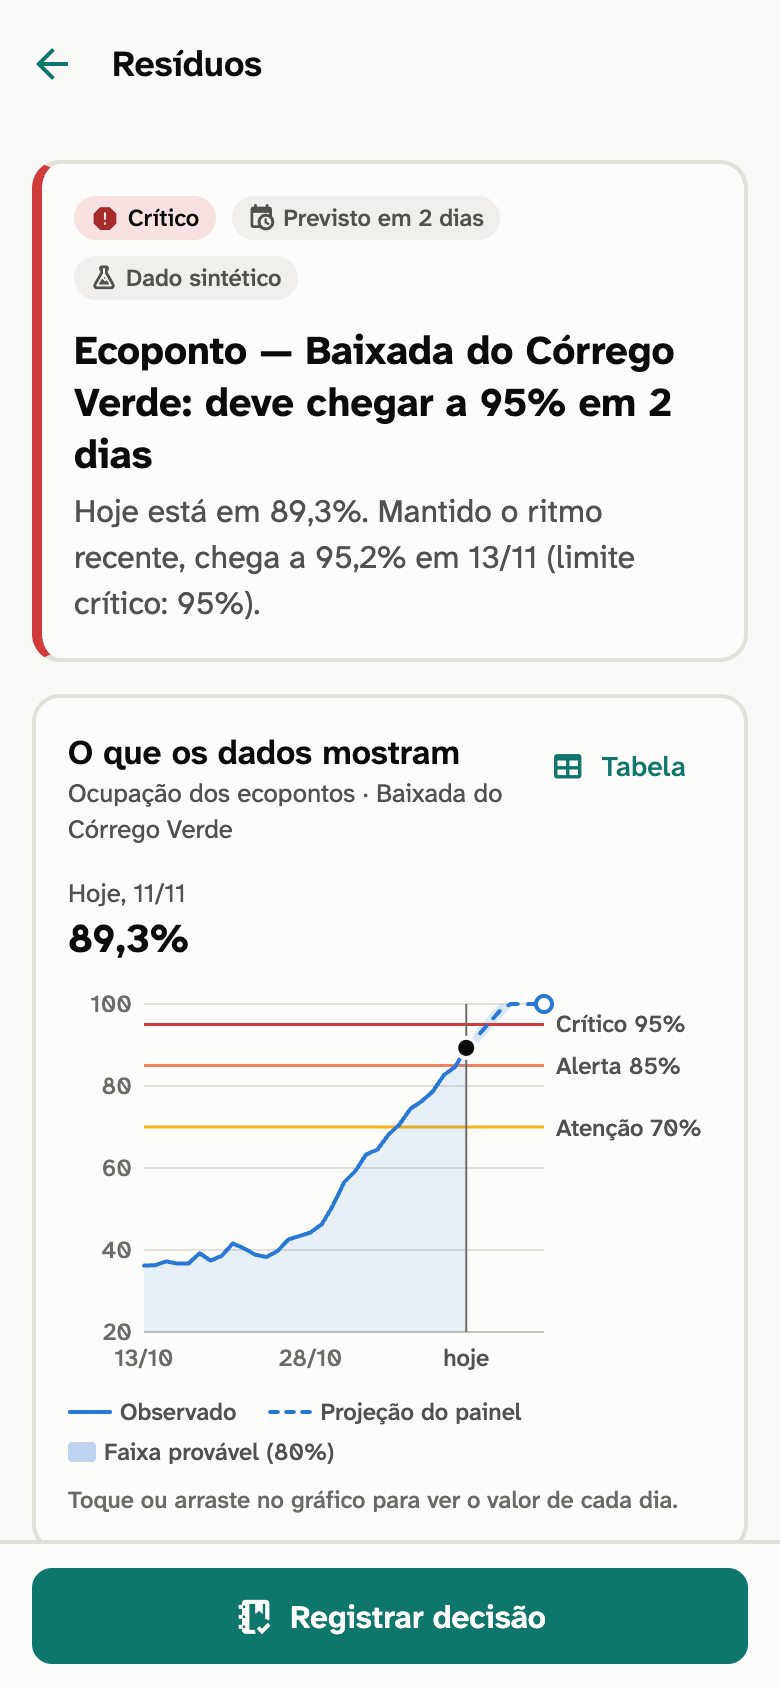 Resíduos
Crítico
Previsto em 2 dias
Dado sintético
Ecoponto — Baixada do Córrego
Verde: deve chegar a 95% em 2
dias
Hoje está em 89,3%. Mantido o ritmo
recente, chega a 95,2% em 13/11 (limite
crítico: 95%).
O que os dados mostram
Tabela
Ocupação dos ecopontos · Baixada do
Córrego Verde
Hoje, 11/11
89,3%
100
Crítico 95%
Alerta 85%
80
Atenção 70%
60
40
20
13/10 28/10 hoje
Observado Projeção do painel
Faixa provável (80%)
Toque ou arraste no gráfico para ver o valor de cada dia.
Registrar decisão